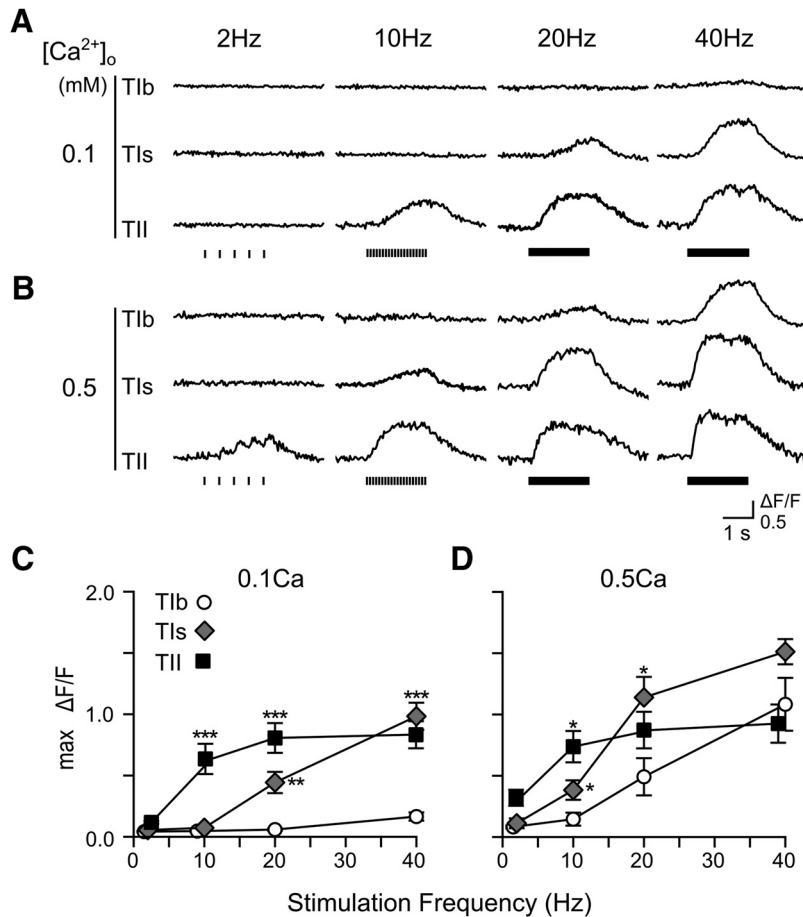 A
[Ca²⁺]ₒ
(mM)
2Hz 10Hz 20Hz 40Hz
TIb
0.1
TIs
TII
B
TIb
0.5
TIs
TII
ΔF/F
0.5
1 s
C 0.1Ca
D 0.5Ca
TIb
TIs
TII
max ΔF/F
2.0
1.0
0.0
***
***
***
**
*
*
*
0 10 20 30 40
0 10 20 30 40
Stimulation Frequency (Hz)